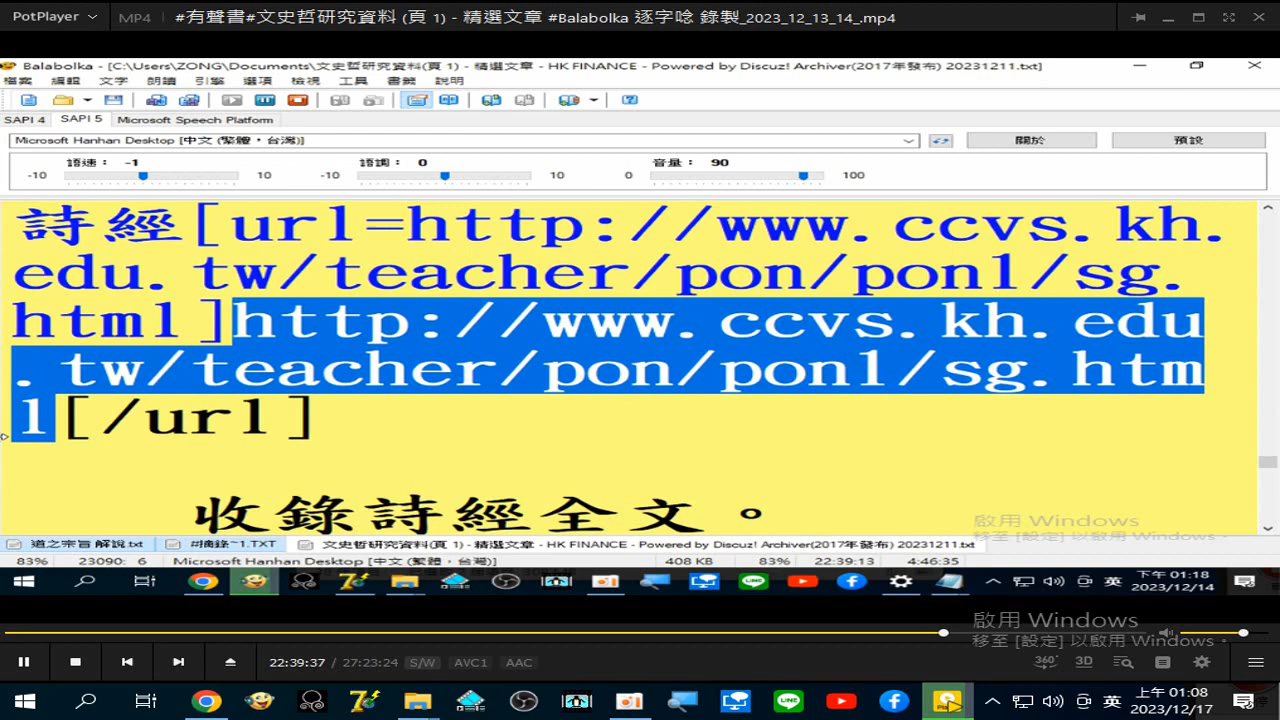 PotPlayer
MP4
#有聲書#文史哲研究資料 (頁 1) - 精選文章 #Balabolka 逐字唸 錄製_2023_12_13_14_.mp4
Balabolka - [C:\Users\ZONG\Documents\文史哲研究資料(頁 1) - 精選文章 - HK FINANCE - Powered by Discuz! Archiver(2017年發布) 20231211.txt]
檔案 編輯 文字 朗讀 引擎 選項 檢視 工具 書籤 說明
SAPI 4 SAPI 5 Microsoft Speech Platform
Microsoft Hanhan Desktop [中文 (繁體，台灣)]
關於 預設
語速： -1 語調： 0 音量： 90
-10 10 -10 10 0 100
詩經[url=http://www.ccvs.kh.
edu.tw/teacher/pon/pon1/sg.
html]http://www.ccvs.kh.edu
.tw/teacher/pon/pon1/sg.htm
l[/url]
收錄詩經全文。
啟用 Windows
移至 [設定] 以啟用 Windows。
道之宗旨 解說.txt #摘錄~1.TXT 文史哲研究資料(頁 1) - 精選文章 - HK FINANCE - Powered by Discuz! Archiver(2017年發布) 20231211.txt
83% 23090: 6 Microsoft Hanhan Desktop [中文 (繁體，台灣)] 408 KB 83% 22:39:13 4:46:35
英 下午 01:18
2023/12/14
啟用 Windows
移至 [設定] 以啟用 Windows。
22:39:37 / 27:23:24 S/W AVC1 AAC
360° 3D
英 上午 01:08
2023/12/17